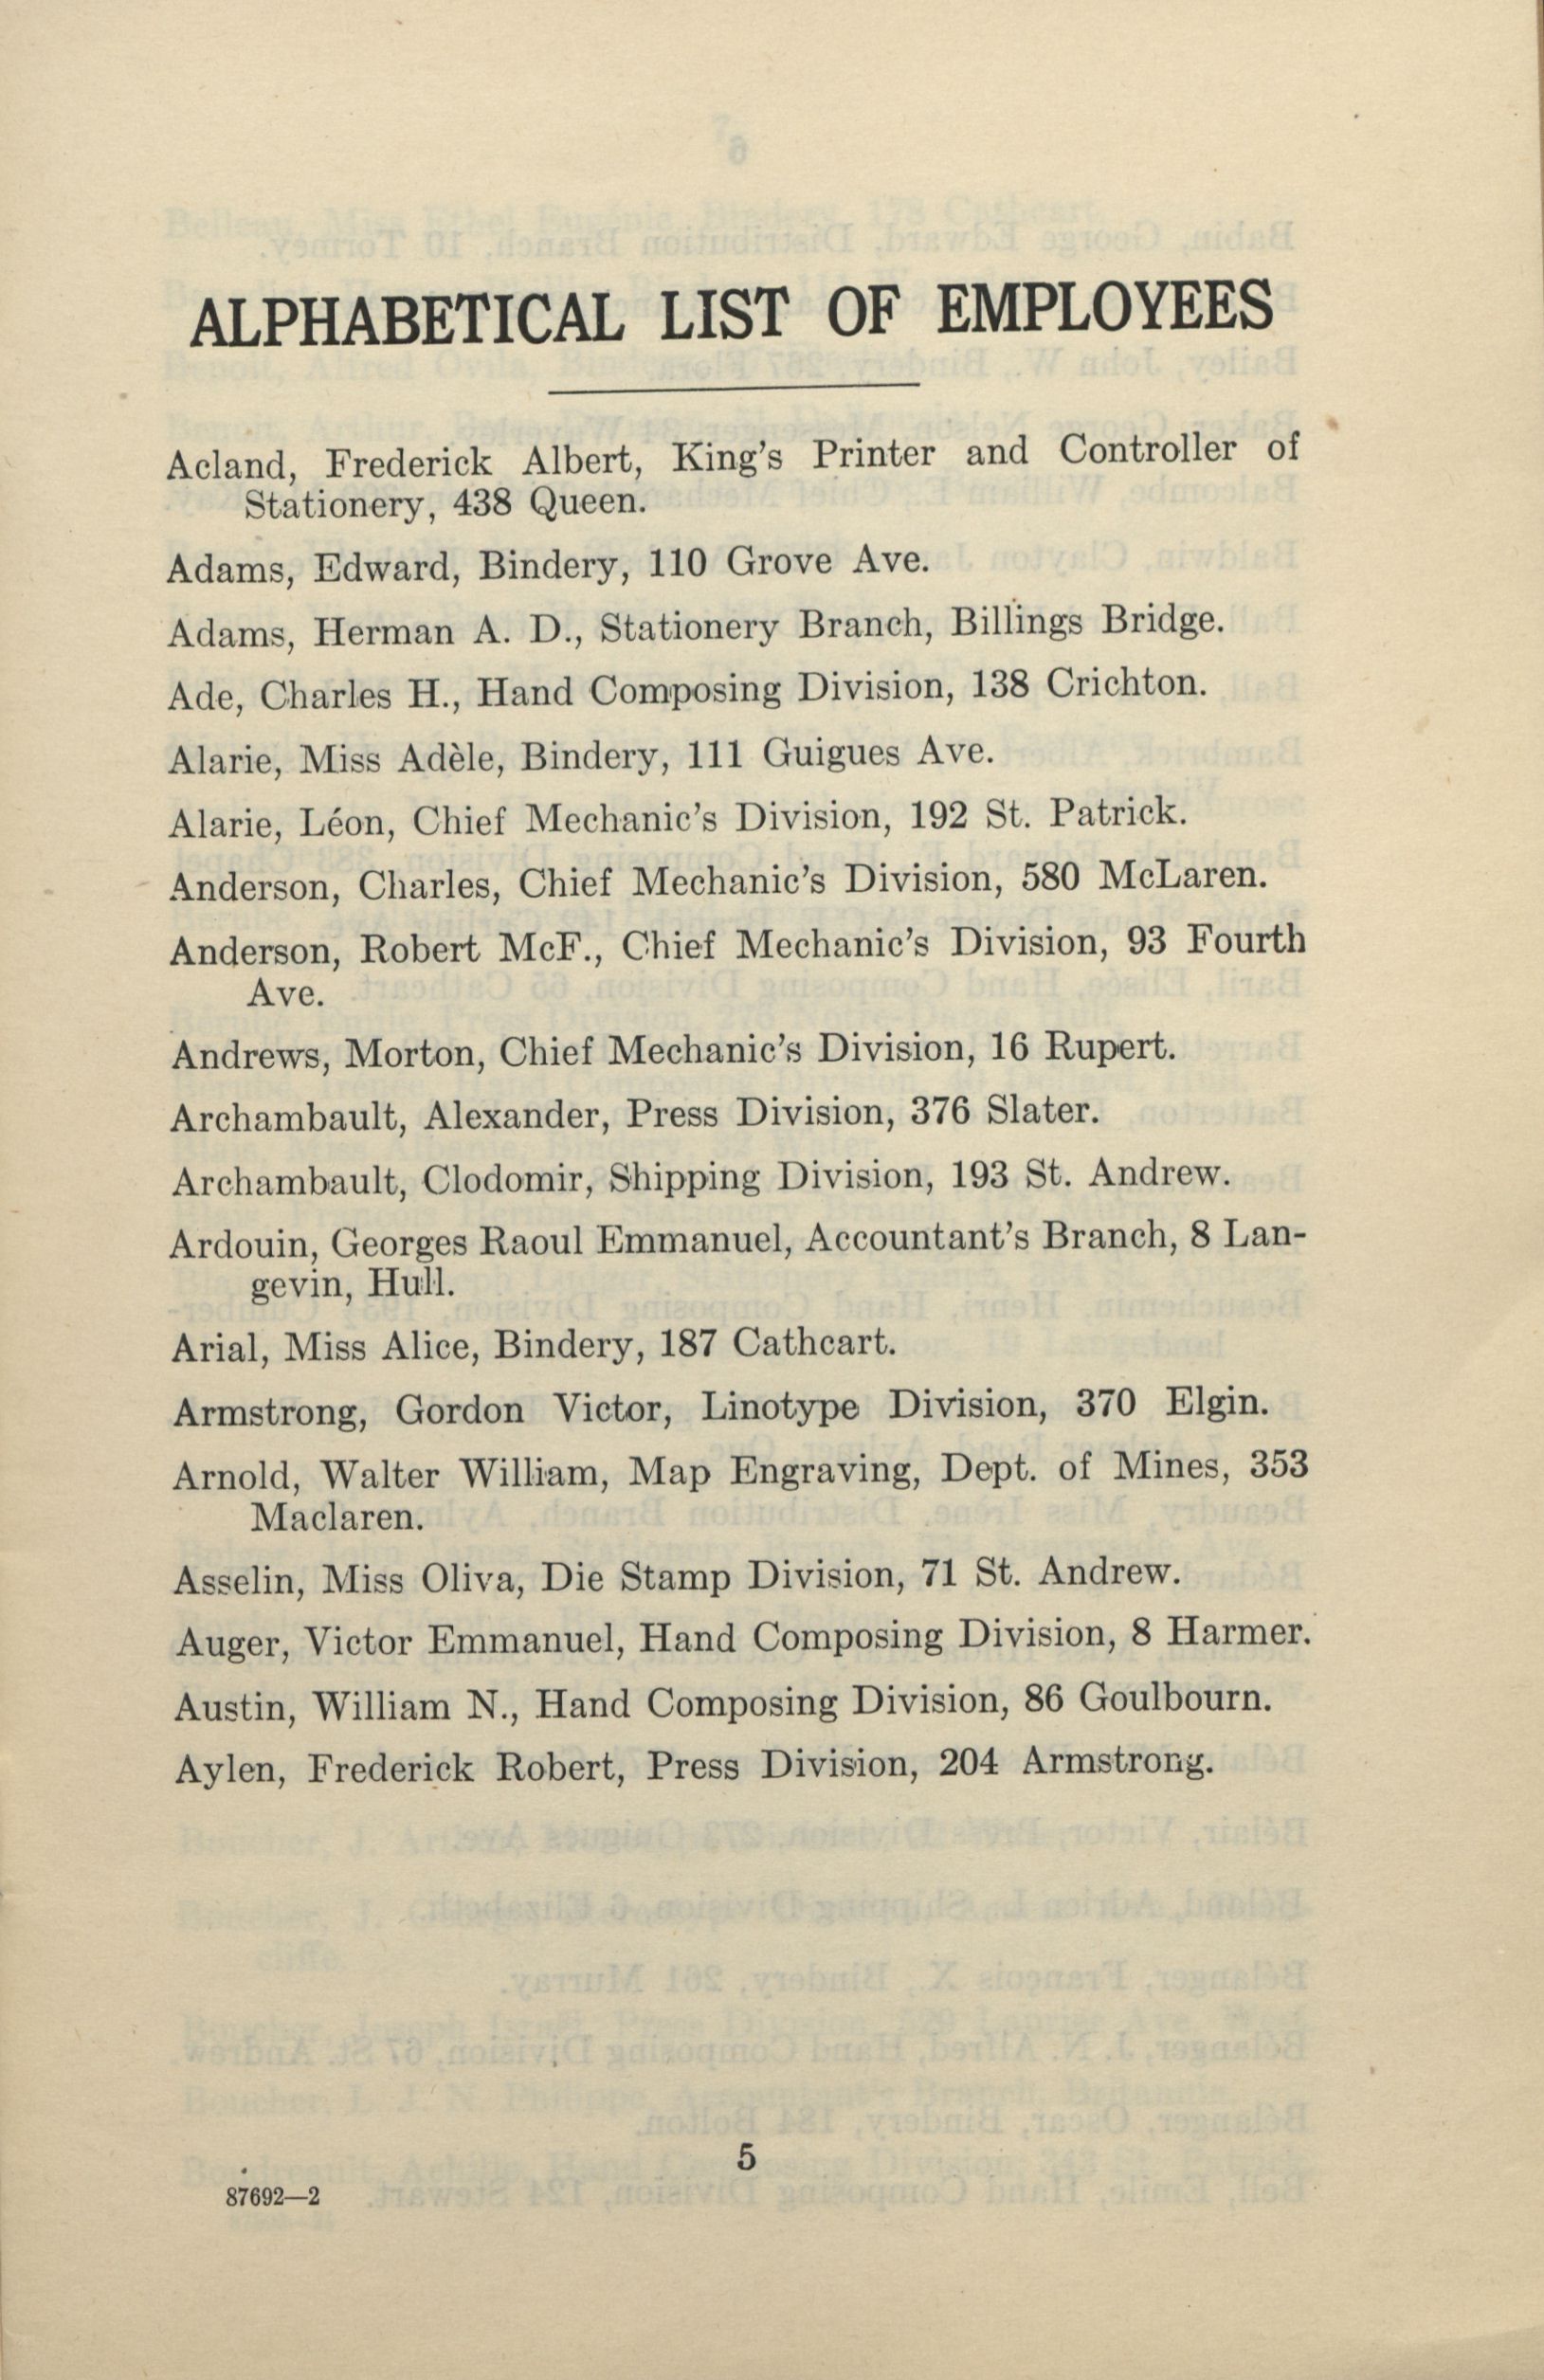 ALPHABETICAL LIST OF EMPLOYEES
Acland, Frederick Albert, King's Printer and Controller of
Stationery, 438 Queen.
Adams, Edward, Bindery, 110 Grove Ave.
Adams, Herman A. D., Stationery Branch, Billings Bridge.
Ade, Charles H., Hand Composing Division, 138 Crichton.
Alarie, Miss Adèle, Bindery, 111 Guigues Ave.
Alarie, Léon, Chief Mechanic's Division, 192 St. Patrick.
Anderson, Charles, Chief Mechanic's Division, 580 McLaren.
Anderson, Robert McF., Chief Mechanic's Division, 93 Fourth
Ave.
Andrews, Morton, Chief Mechanic's Division, 16 Rupert.
Archambault, Alexander, Press Division, 376 Slater.
Archambault, Clodomir, Shipping Division, 193 St. Andrew.
Ardouin, Georges Raoul Emmanuel, Accountant's Branch, 8 Lan-
gevin, Hull.
Arial, Miss Alice, Bindery, 187 Cathcart.
Armstrong, Gordon Victor, Linotype Division, 370 Elgin.
Arnold, Walter William, Map Engraving, Dept. of Mines, 353
Maclaren.
Asselin, Miss Oliva, Die Stamp Division, 71 St. Andrew.
Auger, Victor Emmanuel, Hand Composing Division, 8 Harmer.
Austin, William N., Hand Composing Division, 86 Goulbourn.
Aylen, Frederick Robert, Press Division, 204 Armstrong.
5
87692—2